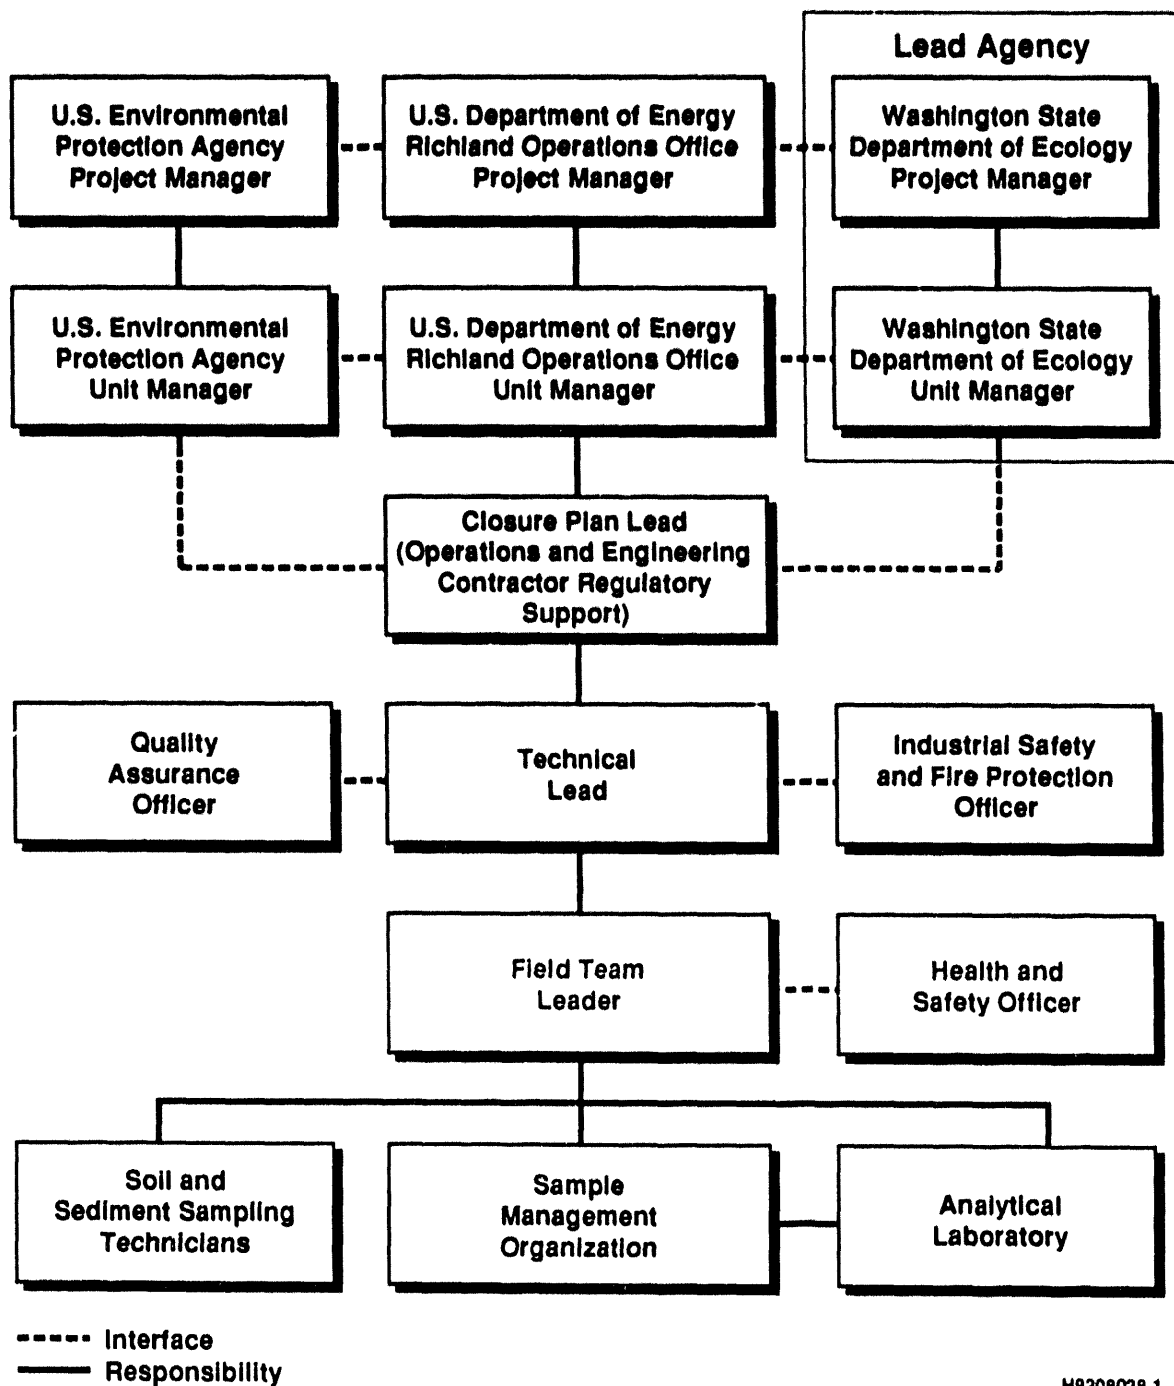 Lead Agency
U.S. Environmental
Protection Agency
Project Manager
U.S. Department of Energy
Richland Operations Office
Project Manager
Washington State
Department of Ecology
Project Manager
U.S. Environmental
Protection Agency
Unit Manager
U.S. Department of Energy
Richland Operations Office
Unit Manager
Washington State
Department of Ecology
Unit Manager
Closure Plan Lead
(Operations and Engineering
Contractor Regulatory
Support)
Quality
Assurance
Officer
Technical
Lead
Industrial Safety
and Fire Protection
Officer
Field Team
Leader
Health and
Safety Officer
Soil and
Sediment Sampling
Technicians
Sample
Management
Organization
Analytical
Laboratory
Interface
Responsibility